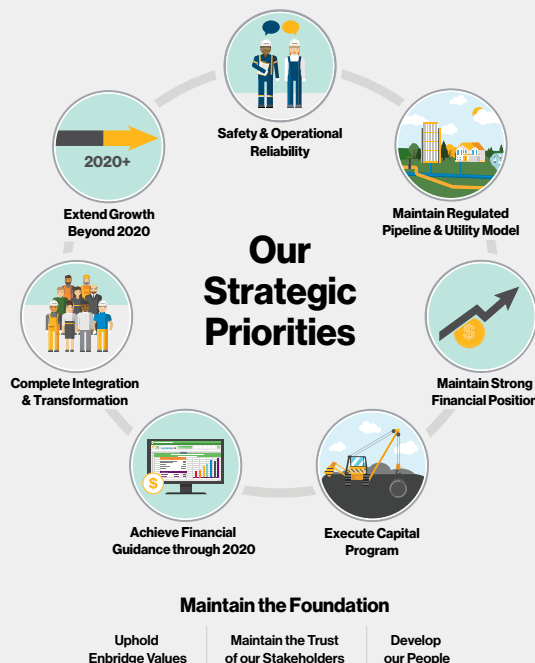 Safety & Operational
Reliability
2020+
Extend Growth
Beyond 2020
Maintain Regulated
Pipeline & Utility Model
Our
Strategic
Priorities
$
Complete Integration
& Transformation
Maintain Strong
Financial Position
$
Achieve Financial
Guidance through 2020
Execute Capital
Program
Maintain the Foundation
Uphold
Enbridge Values
Maintain the Trust
of our Stakeholders
Develop
our People